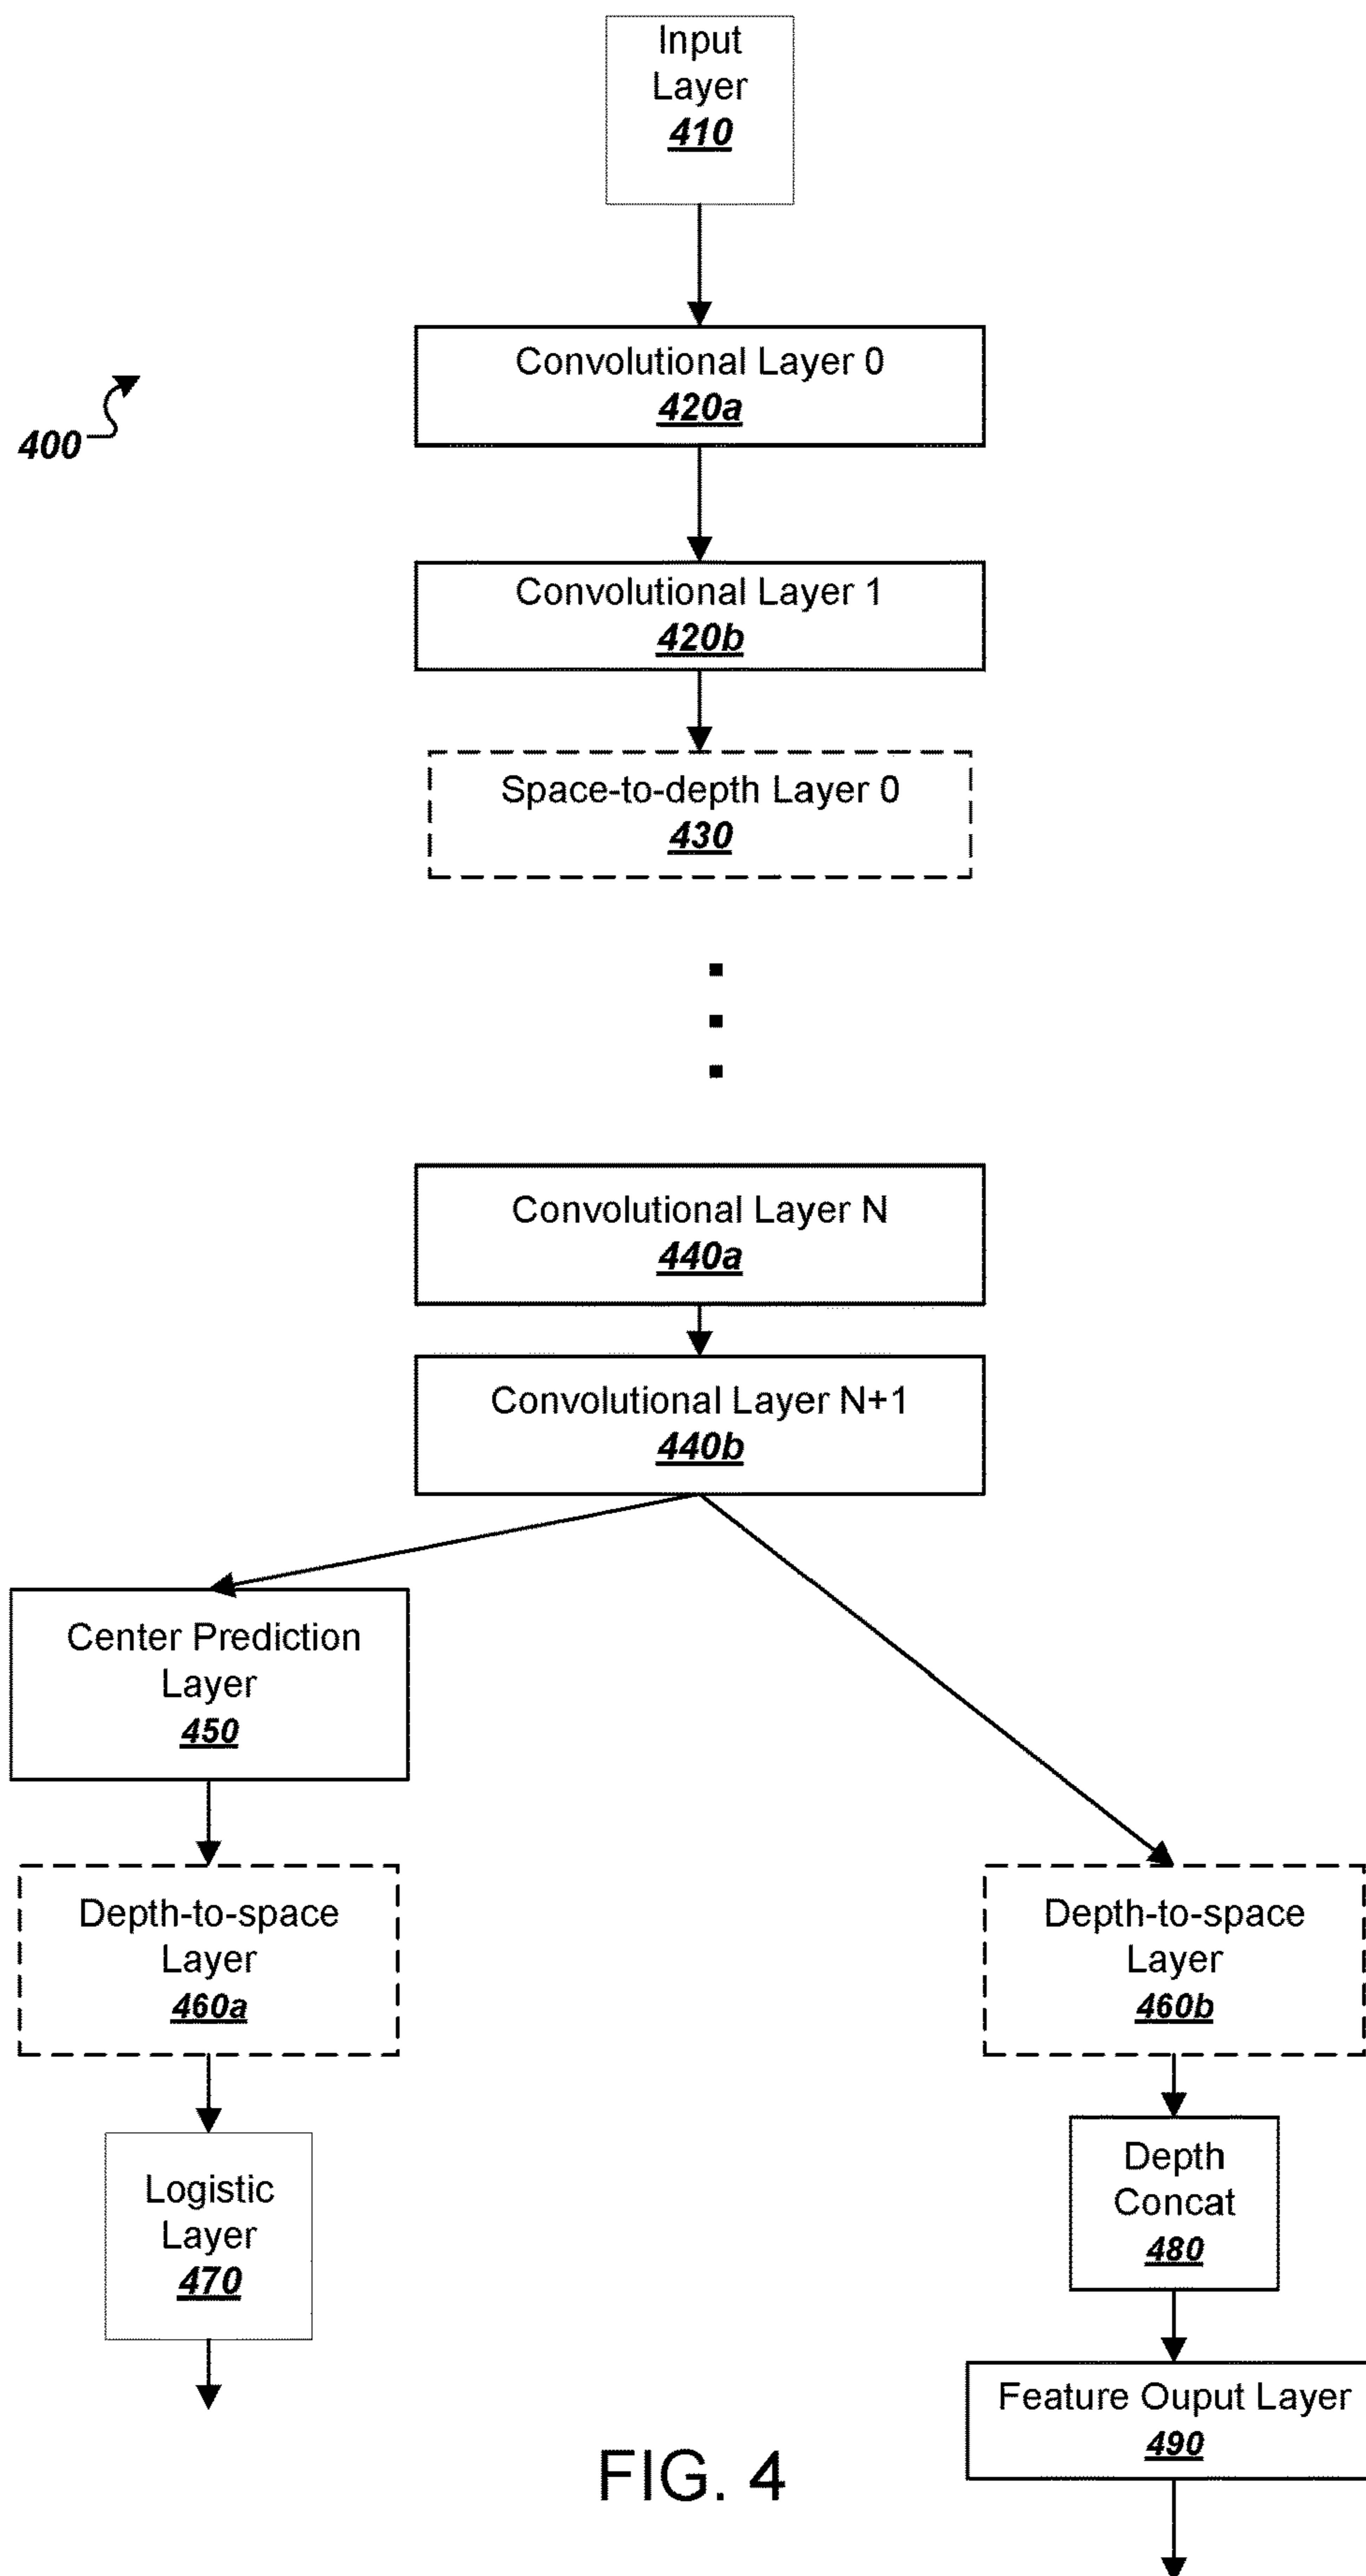 Input
Layer
410
400
Convolutional Layer 0
420a
Convolutional Layer 1
420b
Space-to-depth Layer 0
430
Convolutional Layer N
440a
Convolutional Layer N+1
440b
Center Prediction
Layer
450
Depth-to-space
Layer
460a
Logistic
Layer
470
Depth-to-space
Layer
460b
Depth
Concat
480
Feature Ouput Layer
490
FIG. 4